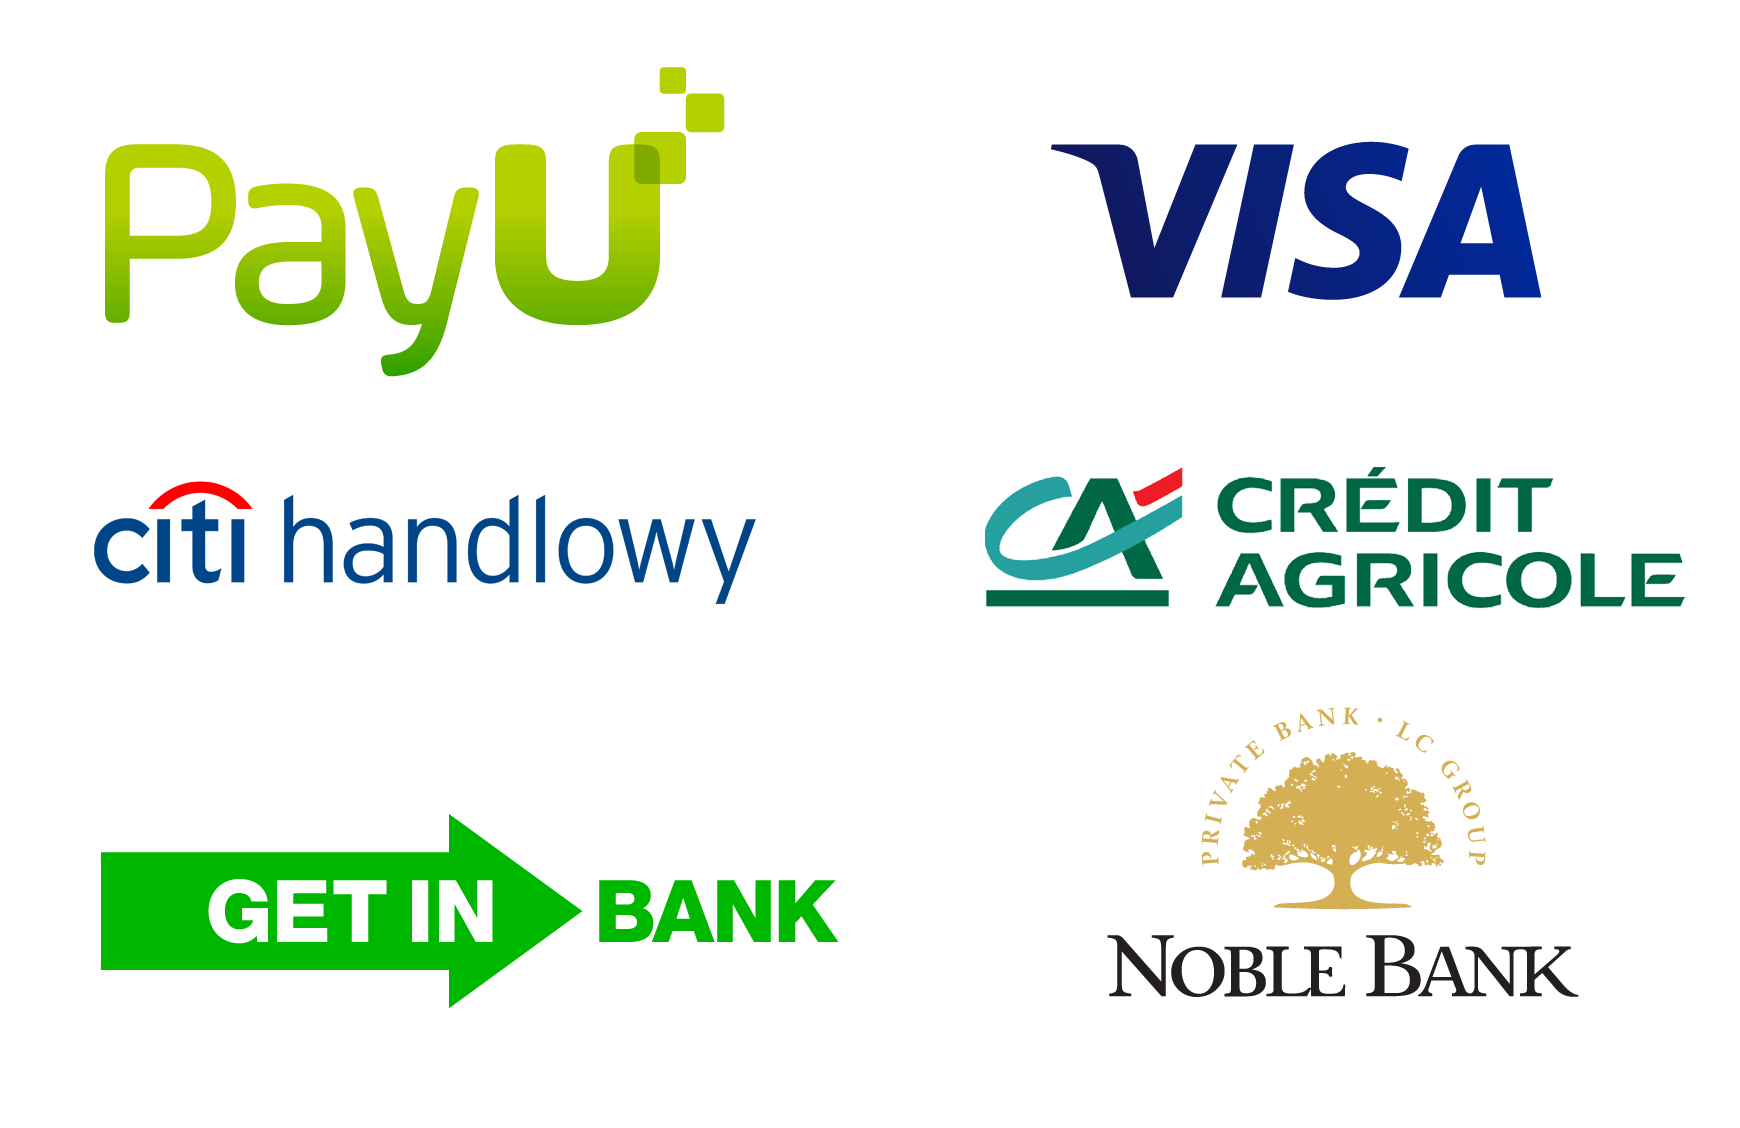 PayU
VISA
citi handlowy
CRÉDIT
AGRICOLE
GET IN BANK
PRIVATE BANK · LC GROUP
NOBLE BANK